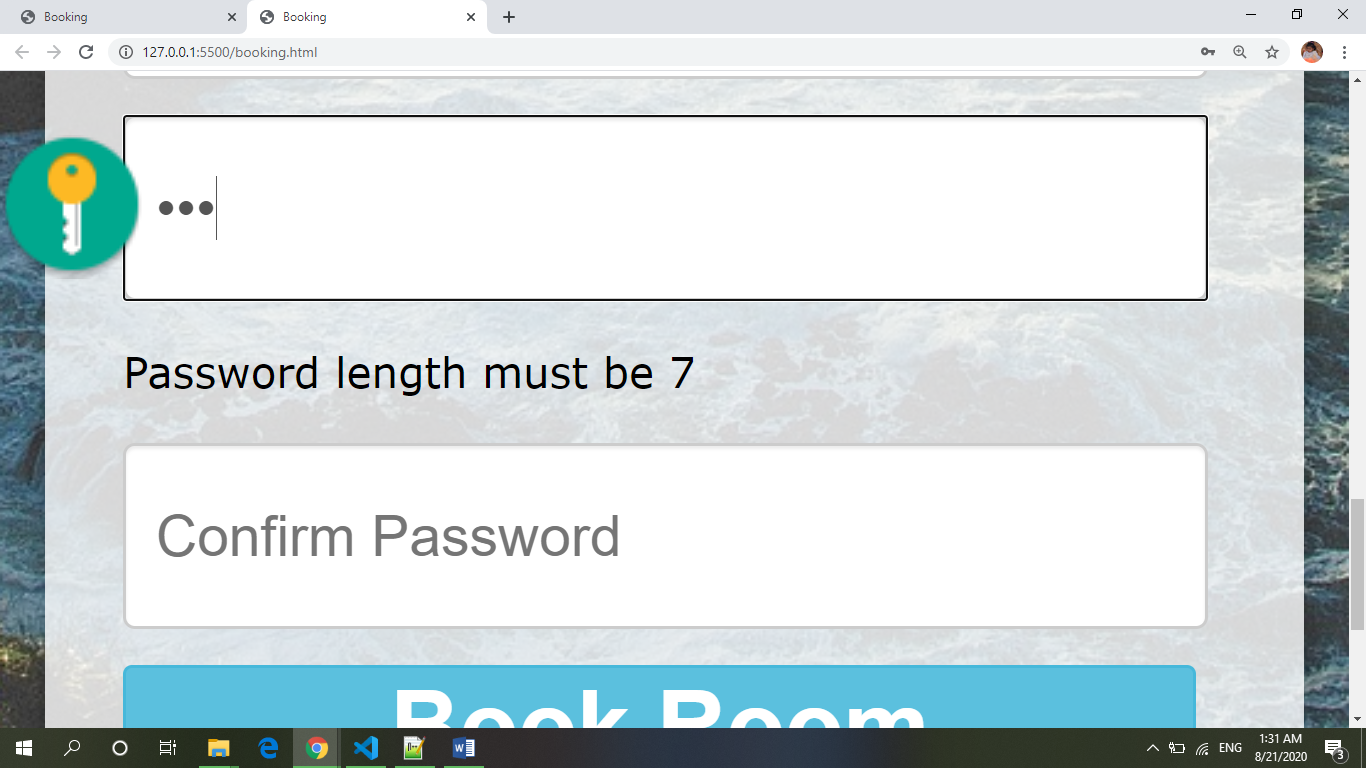 Booking
Booking
127.0.0.1:5500/booking.html
Password length must be 7
Confirm Password
Book Room
ENG
1:31 AM
8/21/2020
3